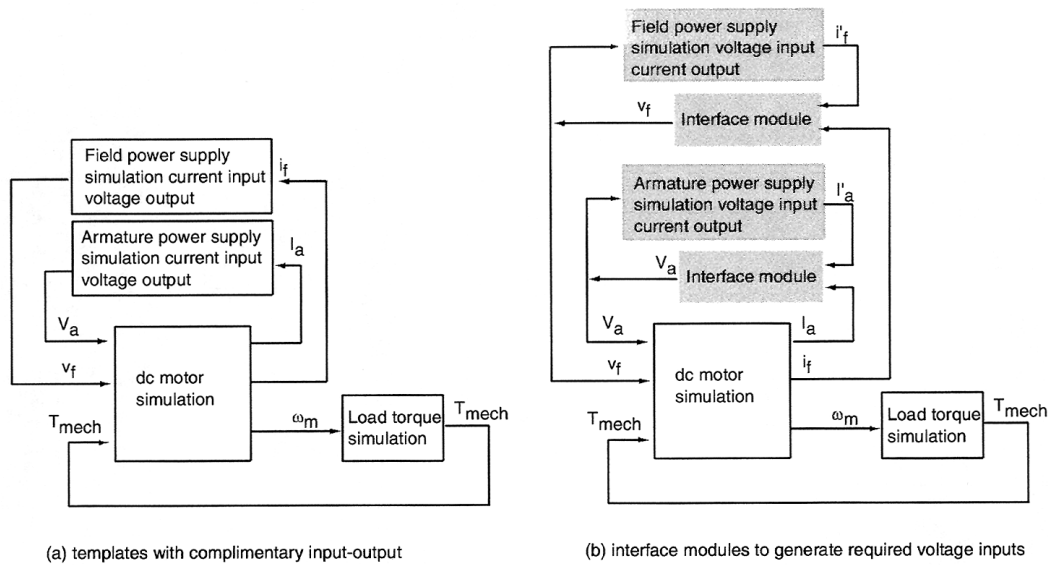 Field power supply
simulation current input
voltage output
i_f
Armature power supply
simulation current input
voltage output
I_a
V_a
v_f
dc motor
simulation
T_mech
ω_m
Load torque
simulation
T_mech
(a) templates with complimentary input-output
Field power supply
simulation voltage input
current output
i'_f
v_f
Interface module
Armature power supply
simulation voltage input
current output
I'_a
V_a
Interface module
V_a
I_a
v_f
i_f
dc motor
simulation
T_mech
ω_m
Load torque
simulation
T_mech
(b) interface modules to generate required voltage inputs